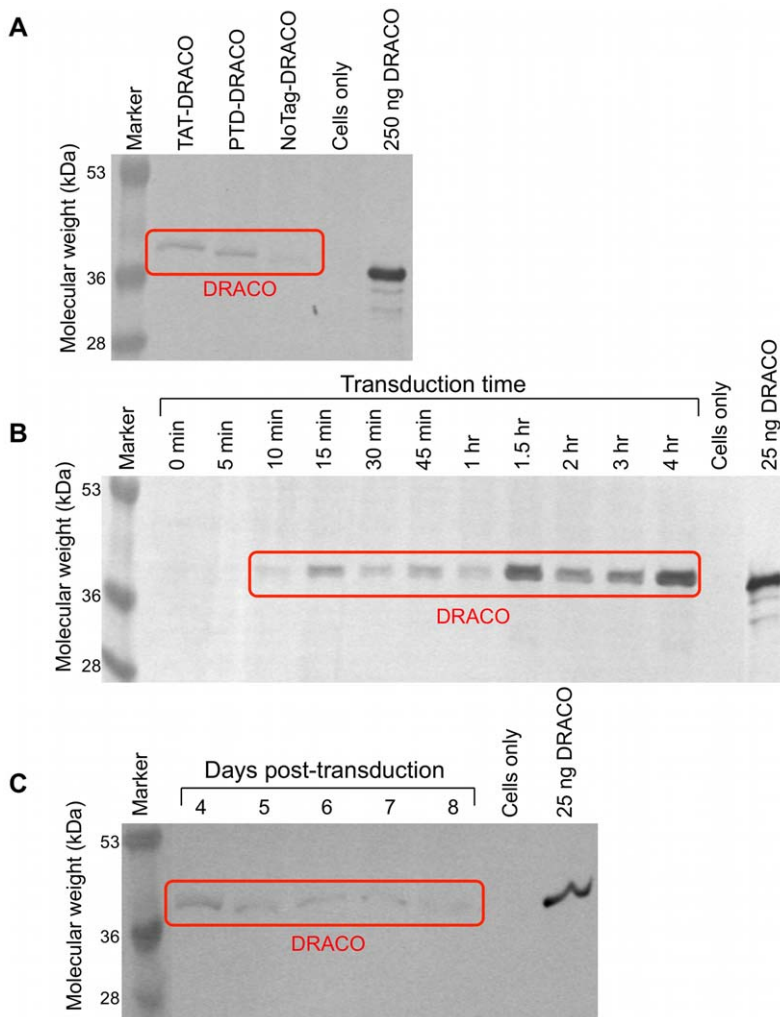 A
Marker
TAT-DRACO
PTD-DRACO
NoTag-DRACO
Cells only
250 ng DRACO
Molecular weight (kDa)
53
36
28
DRACO
Transduction time
B
Marker
0 min
5 min
10 min
15 min
30 min
45 min
1 hr
1.5 hr
2 hr
3 hr
4 hr
Cells only
25 ng DRACO
Molecular weight (kDa)
53
36
28
DRACO
C
Marker
Days post-transduction
4 5 6 7 8
Cells only
25 ng DRACO
Molecular weight (kDa)
53
36
28
DRACO